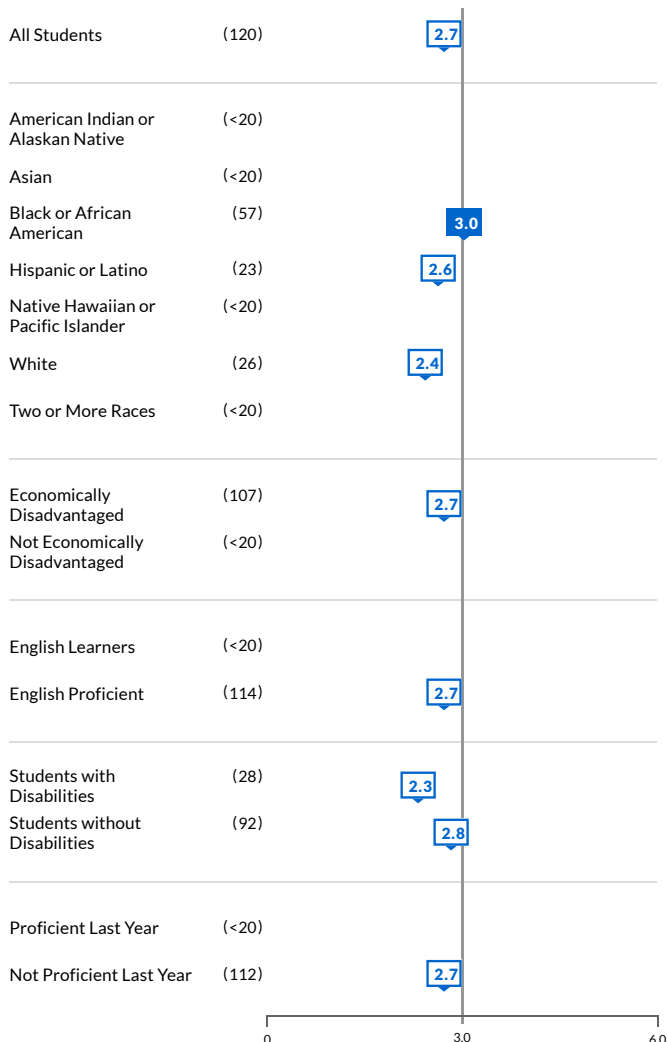 All Students (120) 2.7
American Indian or (<20)
Alaskan Native
Asian (<20)
Black or African (57) 3.0
American
Hispanic or Latino (23) 2.6
Native Hawaiian or (<20)
Pacific Islander
White (26) 2.4
Two or More Races (<20)
Economically (107) 2.7
Disadvantaged
Not Economically (<20)
Disadvantaged
English Learners (<20)
English Proficient (114) 2.7
Students with (28) 2.3
Disabilities
Students without (92) 2.8
Disabilities
Proficient Last Year (<20)
Not Proficient Last Year (112) 2.7
0 3.0 6.0